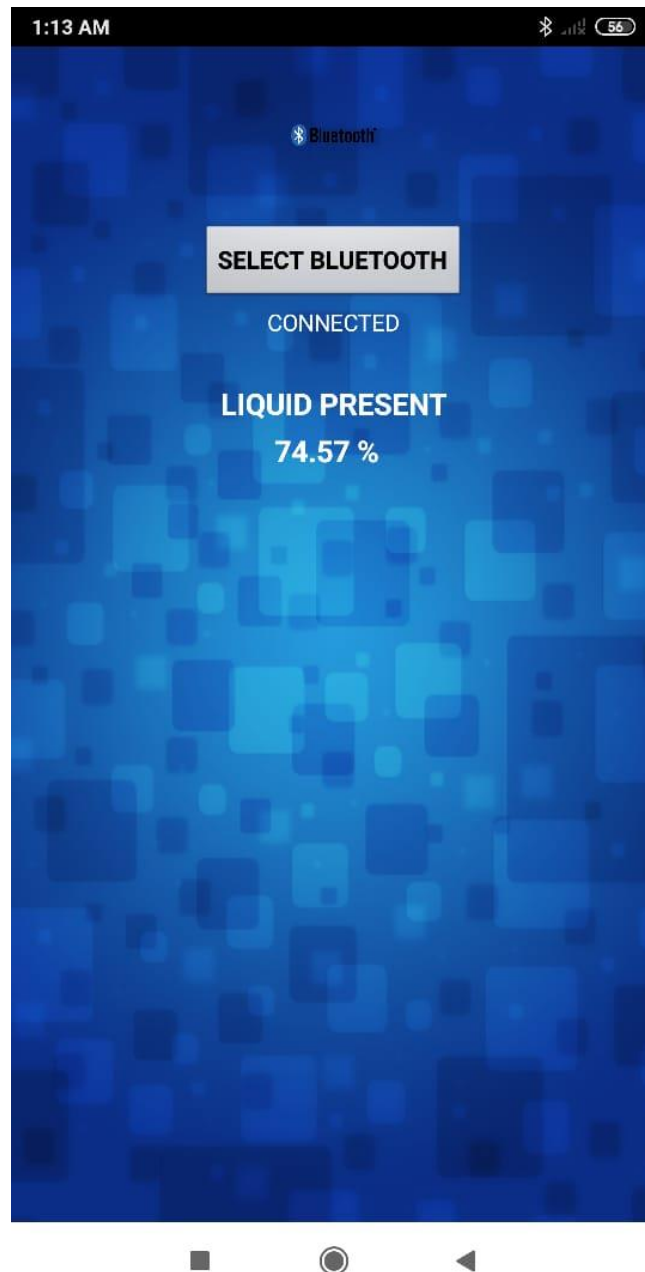 1:13 AM
56
Bluetooth
SELECT BLUETOOTH
CONNECTED
LIQUID PRESENT
74.57 %